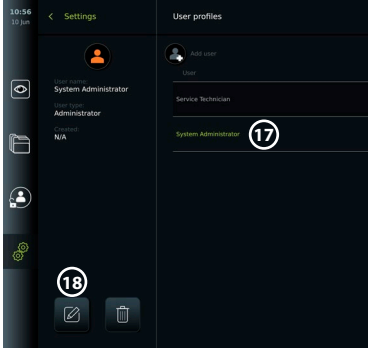 10:56
10 Jun
Settings
User profiles
Add user
User
User name:
System Administrator
User type:
Administrator
Created:
N/A
Service Technician
System Administrator
17
18